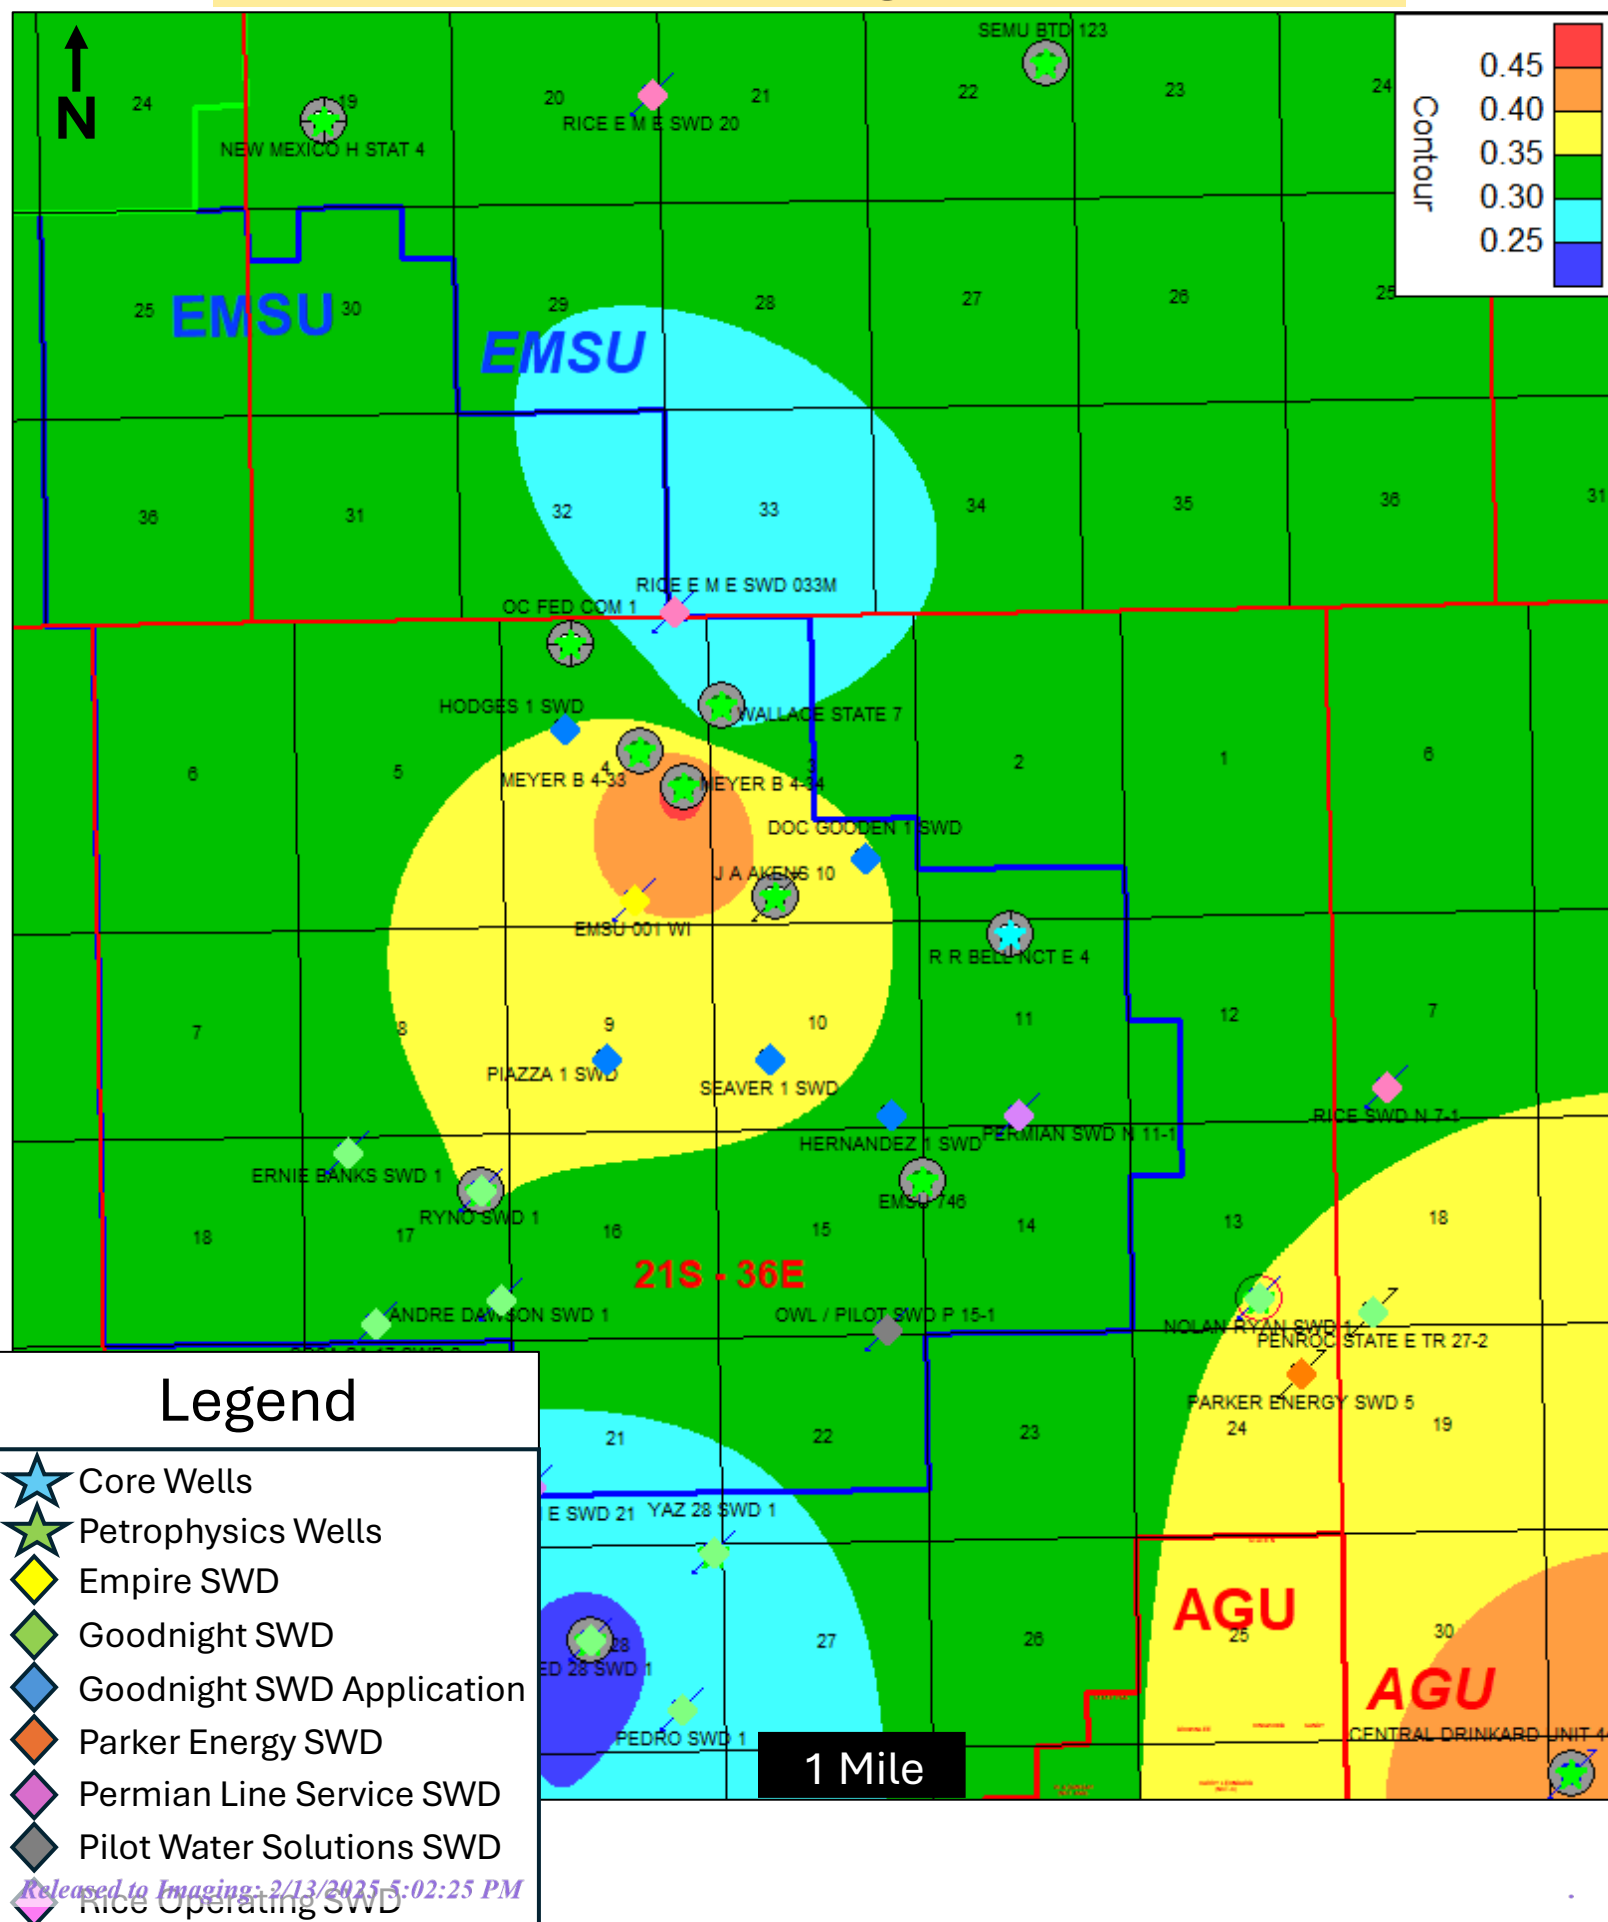 SEMU BTD 123
0.45
0.40
0.35
0.30
0.25
Contour
N
24
19
20
21
22
23
24
NEW MEXICO H STAT 4
RICE E M E SWD 20
25
EMSU
30
29
28
27
26
25
EMSU
36
31
32
33
34
35
36
31
RICE E M E SWD 033M
OC FED COM 1
HODGES 1 SWD
WALLACE STATE 7
6
5
4
3
2
1
6
MEYER B 4-33
MEYER B 4-34
DOC GOODEN 1 SWD
J A AKENS 10
EMSU 001 WI
R R BELL NCT E 4
7
8
9
10
11
12
7
PIAZZA 1 SWD
SEAVER 1 SWD
HERNANDEZ 1 SWD
PERMIAN SWD N 11-1
RICE SWD N 7-1
ERNIE BANKS SWD 1
RYNO SWD 1
EMSU 746
18
17
16
15
14
13
18
21S - 36E
ANDRE DAWSON SWD 1
OWL / PILOT SWD P 15-1
NOLAN RYAN SWD 1
PENROC STATE E TR 27-2
PARKER ENERGY SWD 5
21
22
23
24
19
E SWD 21
YAZ 28 SWD 1
AGU
28
27
26
25
30
ED 28 SWD 1
AGU
PEDRO SWD 1
CENTRAL DRINKARD UNIT 4
1 Mile
Legend
Core Wells
Petrophysics Wells
Empire SWD
Goodnight SWD
Goodnight SWD Application
Parker Energy SWD
Permian Line Service SWD
Pilot Water Solutions SWD
Rice Operating SWD
Released to Imaging: 2/13/2025 5:02:25 PM